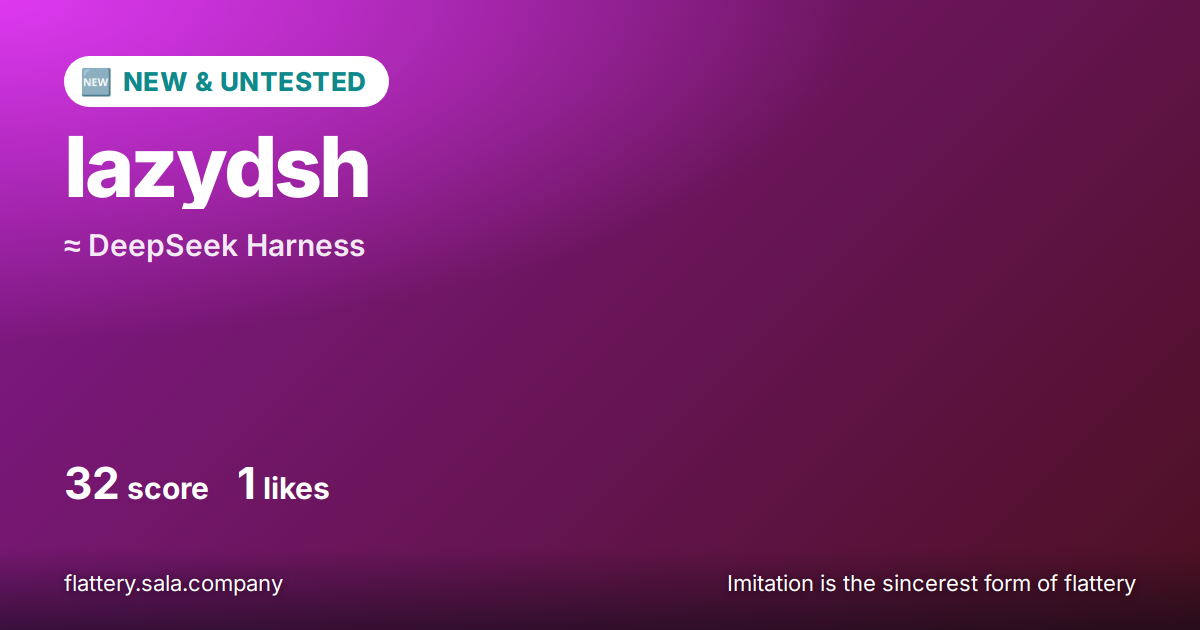 🆕 NEW & UNTESTED
lazydsh
≈ DeepSeek Harness
32 score 1 likes
flattery.sala.company
Imitation is the sincerest form of flattery